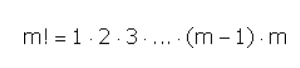 m! = 1 · 2 · 3 · ... · (m – 1) · m